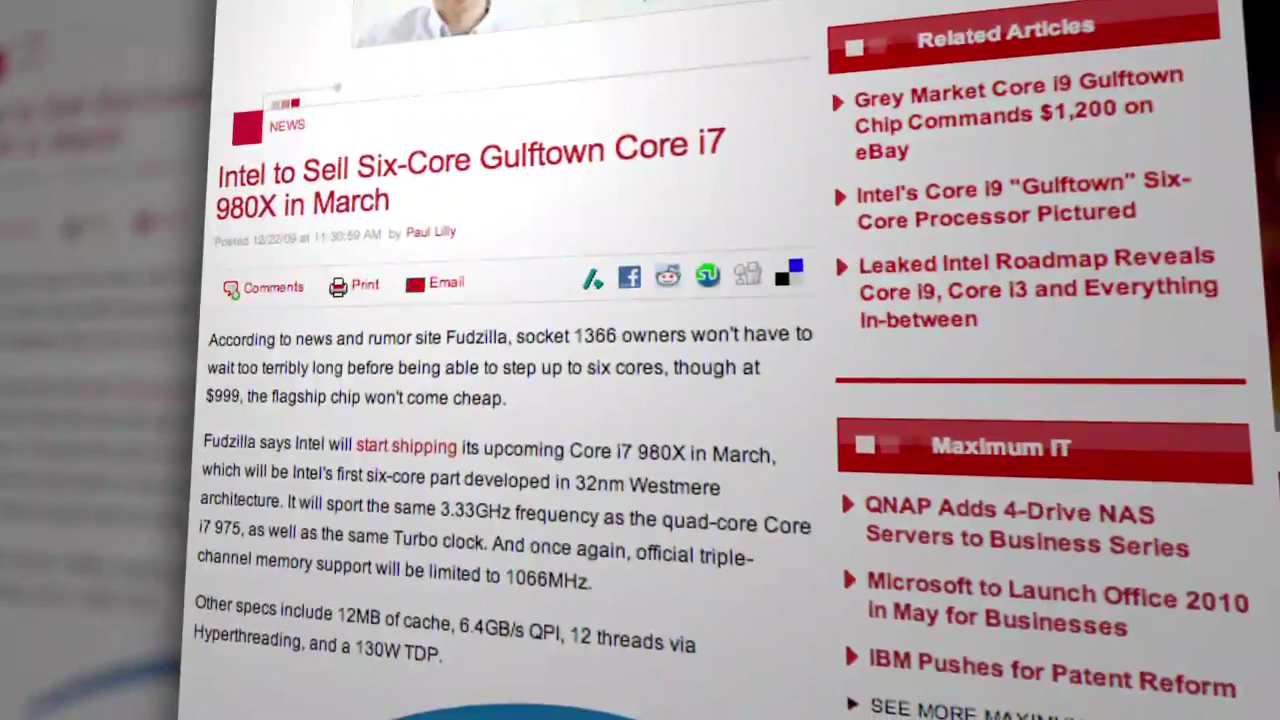 NEWS
Intel to Sell Six-Core Gulftown Core i7
980X in March
Posted 12/22/09 at 11:30:59 AM by Paul Lilly
Comments
Print
Email
According to news and rumor site Fudzilla, socket 1366 owners won't have to
wait too terribly long before being able to step up to six cores, though at
$999, the flagship chip won't come cheap.
Fudzilla says Intel will start shipping its upcoming Core i7 980X in March,
which will be Intel's first six-core part developed in 32nm Westmere
architecture. It will sport the same 3.33GHz frequency as the quad-core Core
i7 975, as well as the same Turbo clock. And once again, official triple-
channel memory support will be limited to 1066MHz.
Other specs include 12MB of cache, 6.4GB/s QPI, 12 threads via
Hyperthreading, and a 130W TDP.
Related Articles
Grey Market Core i9 Gulftown
Chip Commands $1,200 on
eBay
Intel's Core i9 "Gulftown" Six-
Core Processor Pictured
Leaked Intel Roadmap Reveals
Core i9, Core i3 and Everything
In-between
Maximum IT
QNAP Adds 4-Drive NAS
Servers to Business Series
Microsoft to Launch Office 2010
in May for Businesses
IBM Pushes for Patent Reform
SEE MORE